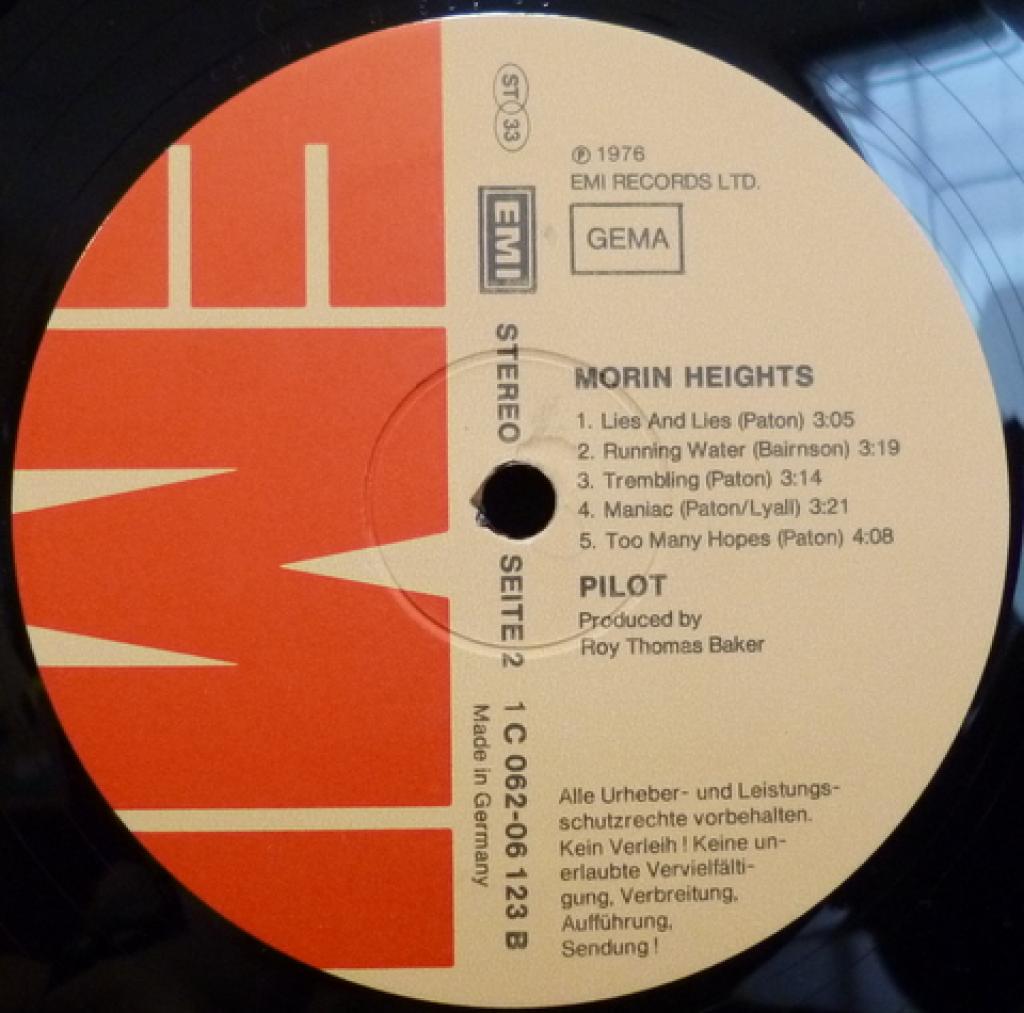 EMI
ST 33
EMI
STEREO SEITE 2 1 C 062-06 123 B
Made in Germany
℗ 1976
EMI RECORDS LTD.
GEMA
MORIN HEIGHTS
1. Lies And Lies (Paton) 3:05
2. Running Water (Bairnson) 3:19
3. Trembling (Paton) 3:14
4. Maniac (Paton/Lyall) 3:21
5. Too Many Hopes (Paton) 4:08
PILOT
Produced by
Roy Thomas Baker
Alle Urheber- und Leistungs-
schutzrechte vorbehalten.
Kein Verleih! Keine un-
erlaubte Vervielfälti-
gung, Verbreitung,
Aufführung,
Sendung!